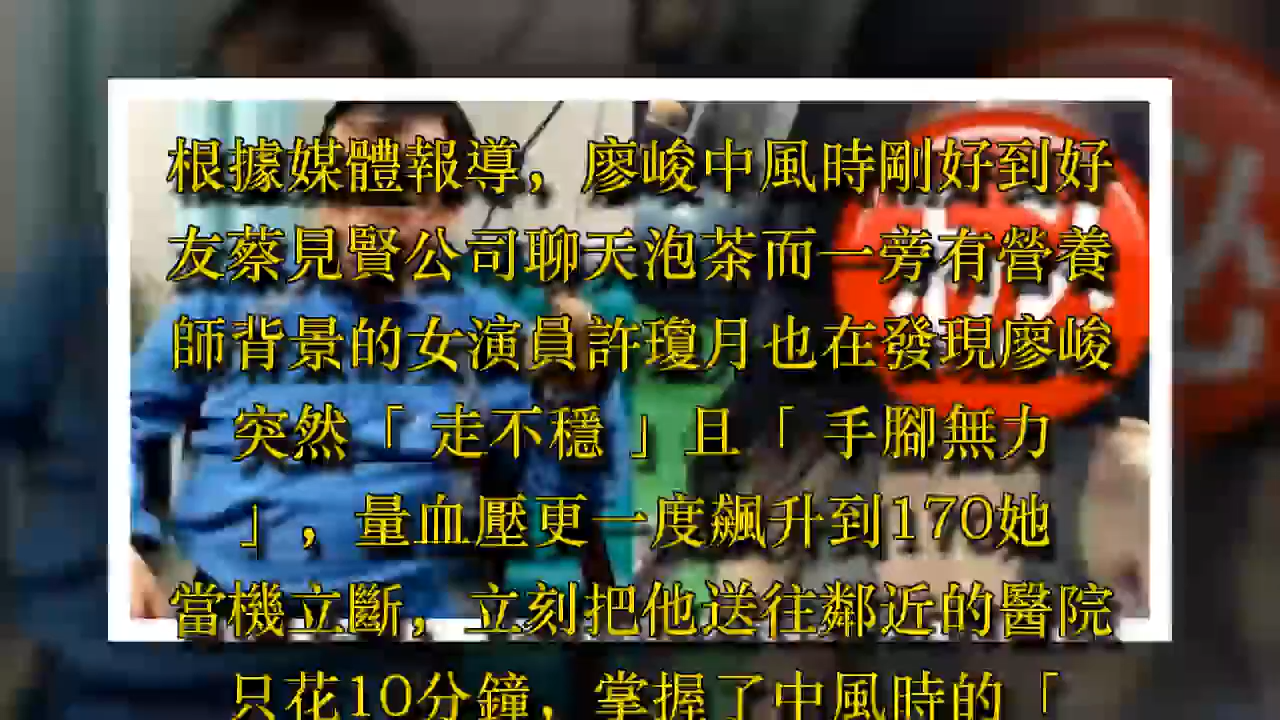 根據媒體報導，廖峻中風時剛好到好
友蔡見賢公司聊天泡茶而一旁有營養
師背景的女演員許瓊月也在發現廖峻
突然「 走不穩 」且「 手腳無力
」，量血壓更一度飆升到170她
當機立斷，立刻把他送往鄰近的醫院
只花10分鐘，掌握了中風時的「